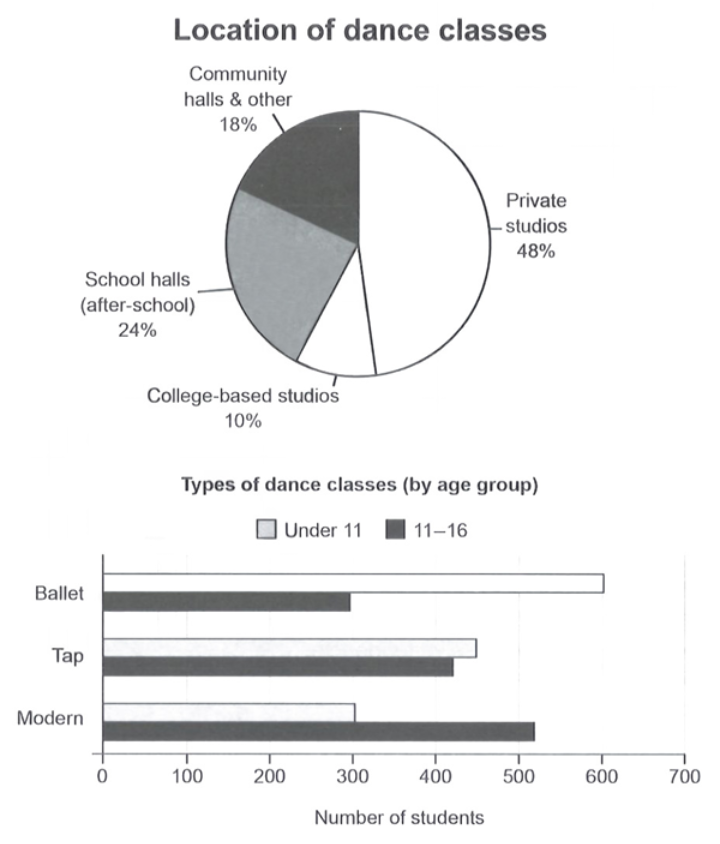 Location of dance classes
Community
halls & other
18%
Private
studios
48%
School halls
(after-school)
24%
College-based studios
10%
Types of dance classes (by age group)
Under 11
11–16
Ballet
Tap
Modern
0 100 200 300 400 500 600 700
Number of students